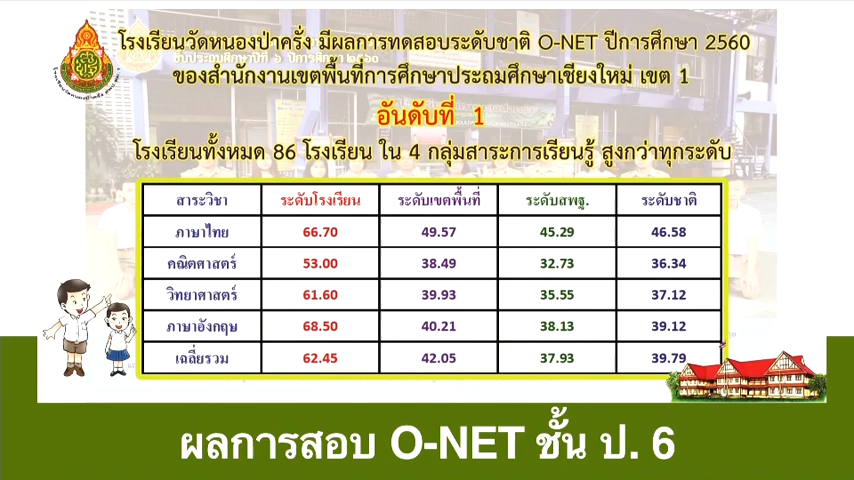 โรงเรียนวัดหนองป่าครั่ง มีผลการทดสอบระดับชาติ O-NET ปีการศึกษา 2560
ของสำนักงานเขตพื้นที่การศึกษาประถมศึกษาเชียงใหม่ เขต 1
อันดับที่ 1
โรงเรียนทั้งหมด 86 โรงเรียน ใน 4 กลุ่มสาระการเรียนรู้ สูงกว่าทุกระดับ
สาระวิชา ระดับโรงเรียน ระดับเขตพื้นที่ ระดับสพฐ. ระดับชาติ
ภาษาไทย 66.70 49.57 45.29 46.58
คณิตศาสตร์ 53.00 38.49 32.73 36.34
วิทยาศาสตร์ 61.60 39.93 35.55 37.12
ภาษาอังกฤษ 68.50 40.21 38.13 39.12
เฉลี่ยรวม 62.45 42.05 37.93 39.79
ผลการสอบ O-NET ชั้น ป. 6